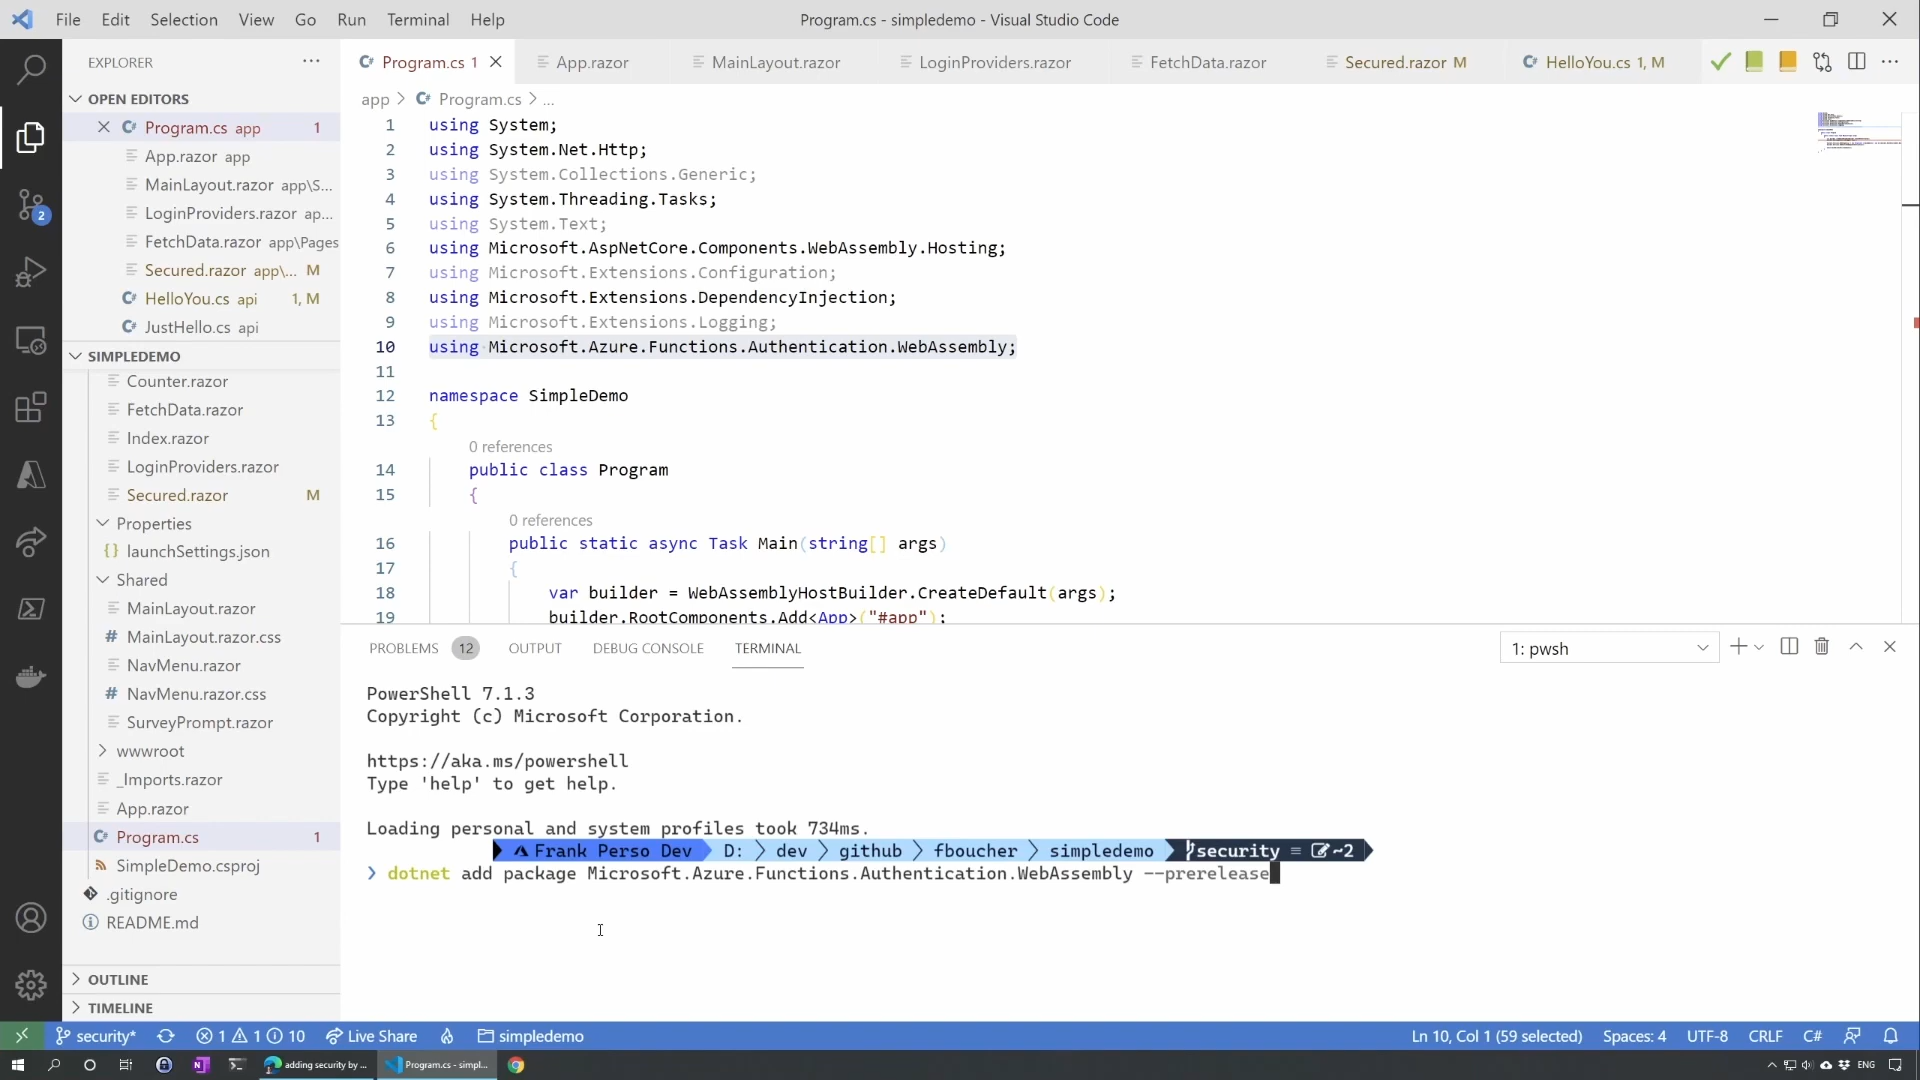 File Edit Selection View Go Run Terminal Help
Program.cs - simpledemo - Visual Studio Code
EXPLORER
OPEN EDITORS
Program.cs app 1
App.razor app
MainLayout.razor app\S...
LoginProviders.razor ap...
FetchData.razor app\Pages
Secured.razor app\... M
HelloYou.cs api 1, M
JustHello.cs api
SIMPLEDEMO
Counter.razor
FetchData.razor
Index.razor
LoginProviders.razor
Secured.razor M
Properties
launchSettings.json
Shared
MainLayout.razor
MainLayout.razor.css
NavMenu.razor
NavMenu.razor.css
SurveyPrompt.razor
wwwroot
_Imports.razor
App.razor
Program.cs 1
SimpleDemo.csproj
.gitignore
README.md
OUTLINE
TIMELINE
2
Program.cs 1 App.razor MainLayout.razor LoginProviders.razor FetchData.razor Secured.razor M HelloYou.cs 1, M
app > Program.cs > ...
1 using System;
2 using System.Net.Http;
3 using System.Collections.Generic;
4 using System.Threading.Tasks;
5 using System.Text;
6 using Microsoft.AspNetCore.Components.WebAssembly.Hosting;
7 using Microsoft.Extensions.Configuration;
8 using Microsoft.Extensions.DependencyInjection;
9 using Microsoft.Extensions.Logging;
10 using Microsoft.Azure.Functions.Authentication.WebAssembly;
11
12 namespace SimpleDemo
13 {
0 references
14 public class Program
15 {
0 references
16 public static async Task Main(string[] args)
17 {
18 var builder = WebAssemblyHostBuilder.CreateDefault(args);
19 builder.RootComponents.Add<App>("#app");
PROBLEMS 12 OUTPUT DEBUG CONSOLE TERMINAL
1: pwsh
PowerShell 7.1.3
Copyright (c) Microsoft Corporation.
https://aka.ms/powershell
Type 'help' to get help.
Loading personal and system profiles took 734ms.
Frank Perso Dev D: dev github fboucher simpledemo security ≡ ~2
❯ dotnet add package Microsoft.Azure.Functions.Authentication.WebAssembly --prerelease
security* 1 1 10 Live Share simpledemo
Ln 10, Col 1 (59 selected) Spaces: 4 UTF-8 CRLF C#
adding security by ... Program.cs - simpl...
ENG